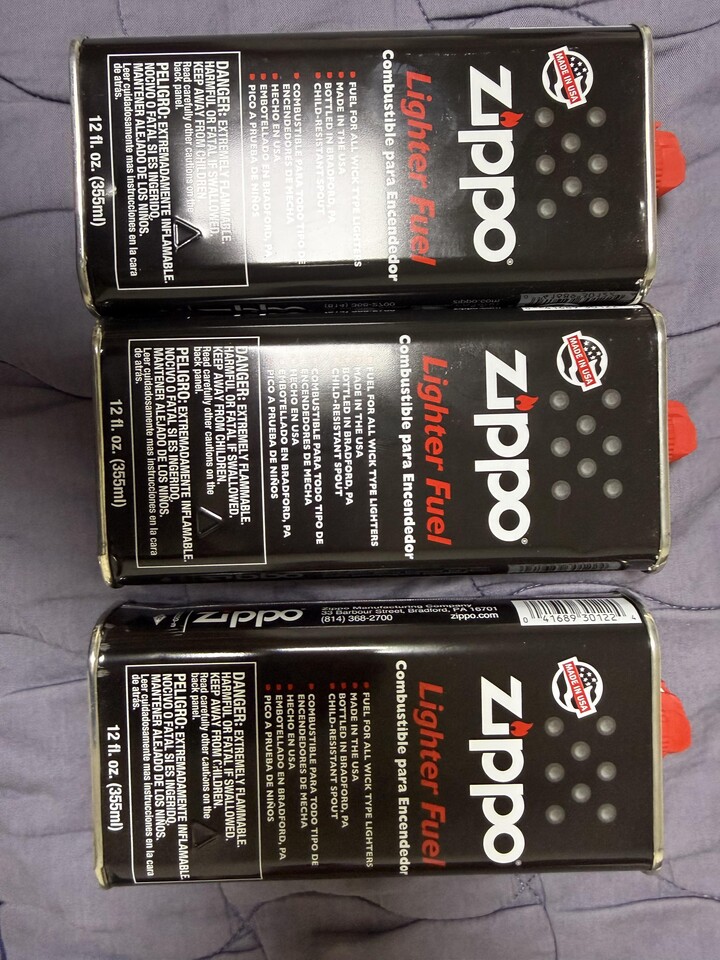 MADE IN USA
zippo
Lighter Fuel
Combustible para Encendedor
FUEL FOR ALL WICK TYPE LIGHTERS
MADE IN THE USA
BOTTLED IN BRADFORD, PA
CHILD-RESISTANT SPOUT
COMBUSTIBLE PARA TODO TIPO DE
ENCENDEDORES DE MECHA
HECHO EN USA
EMBOTELLADO EN BRADFORD, PA
PICO A PRUEBA DE NIÑOS
DANGER: EXTREMELY FLAMMABLE.
HARMFUL OR FATAL IF SWALLOWED.
KEEP AWAY FROM CHILDREN.
Read carefully other cautions on the
back panel.
PELIGRO: EXTREMADAMENTE INFLAMABLE.
NOCIVO O FATAL SI ES INGERIDO.
MANTENER ALEJADO DE LOS NIÑOS.
Leer cuidadosamente mas instrucciones en la cara
de atrás.
12 fl. oz. (355ml)
(814) 368-2700
zippo.com
MADE IN USA
zippo
Lighter Fuel
Combustible para Encendedor
FUEL FOR ALL WICK TYPE LIGHTERS
MADE IN THE USA
BOTTLED IN BRADFORD, PA
CHILD-RESISTANT SPOUT
COMBUSTIBLE PARA TODO TIPO DE
ENCENDEDORES DE MECHA
HECHO EN USA
EMBOTELLADO EN BRADFORD, PA
PICO A PRUEBA DE NIÑOS
DANGER: EXTREMELY FLAMMABLE.
HARMFUL OR FATAL IF SWALLOWED.
KEEP AWAY FROM CHILDREN.
Read carefully other cautions on the
back panel.
PELIGRO: EXTREMADAMENTE INFLAMABLE.
NOCIVO O FATAL SI ES INGERIDO.
MANTENER ALEJADO DE LOS NIÑOS.
Leer cuidadosamente mas instrucciones en la cara
de atrás.
12 fl. oz. (355ml)
zippo
Zippo Manufacturing Company
33 Barbour Street, Bradford, PA 16701
(814) 368-2700 zippo.com
0 41689 30122 4
MADE IN USA
zippo
Lighter Fuel
Combustible para Encendedor
FUEL FOR ALL WICK TYPE LIGHTERS
MADE IN THE USA
BOTTLED IN BRADFORD, PA
CHILD-RESISTANT SPOUT
COMBUSTIBLE PARA TODO TIPO DE
ENCENDEDORES DE MECHA
HECHO EN USA
EMBOTELLADO EN BRADFORD, PA
PICO A PRUEBA DE NIÑOS
DANGER: EXTREMELY FLAMMABLE.
HARMFUL OR FATAL IF SWALLOWED.
KEEP AWAY FROM CHILDREN.
Read carefully other cautions on the
back panel.
PELIGRO: EXTREMADAMENTE INFLAMABLE.
NOCIVO O FATAL SI ES INGERIDO.
MANTENER ALEJADO DE LOS NIÑOS.
Leer cuidadosamente mas instrucciones en la cara
de atrás.
12 fl. oz. (355ml)